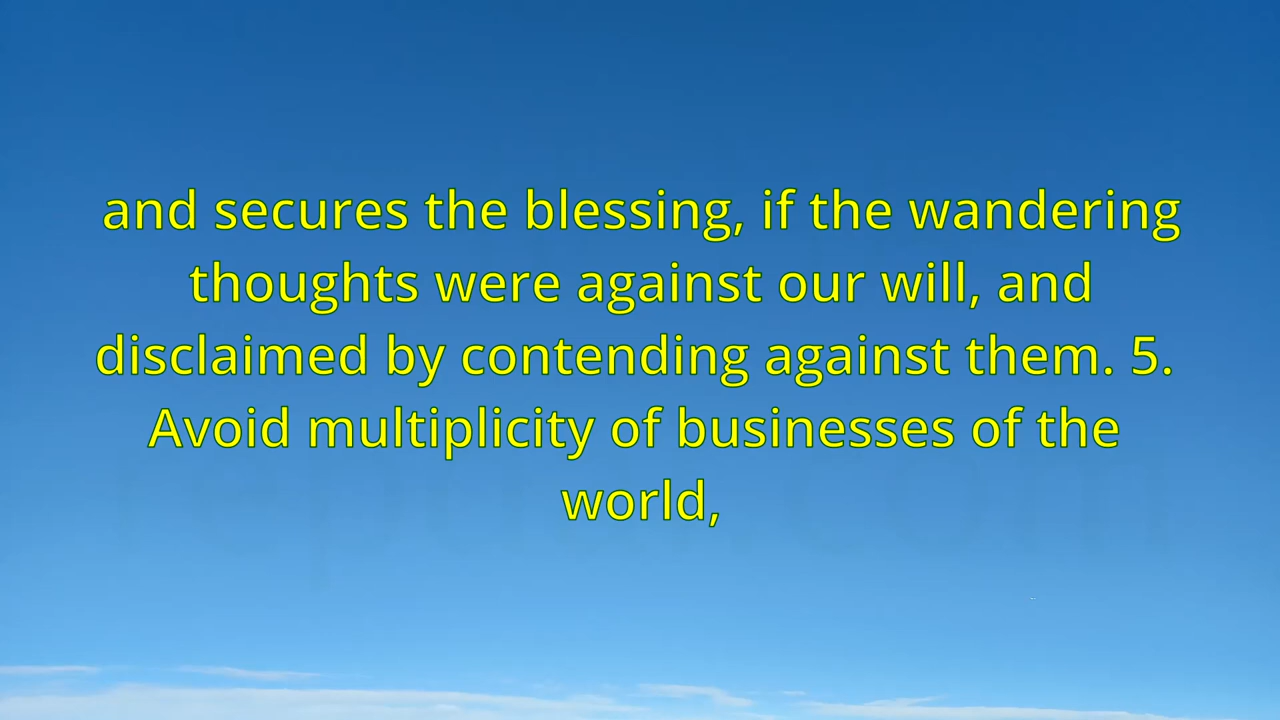 and secures the blessing, if the wandering
thoughts were against our will, and
disclaimed by contending against them. 5.
Avoid multiplicity of businesses of the
world,